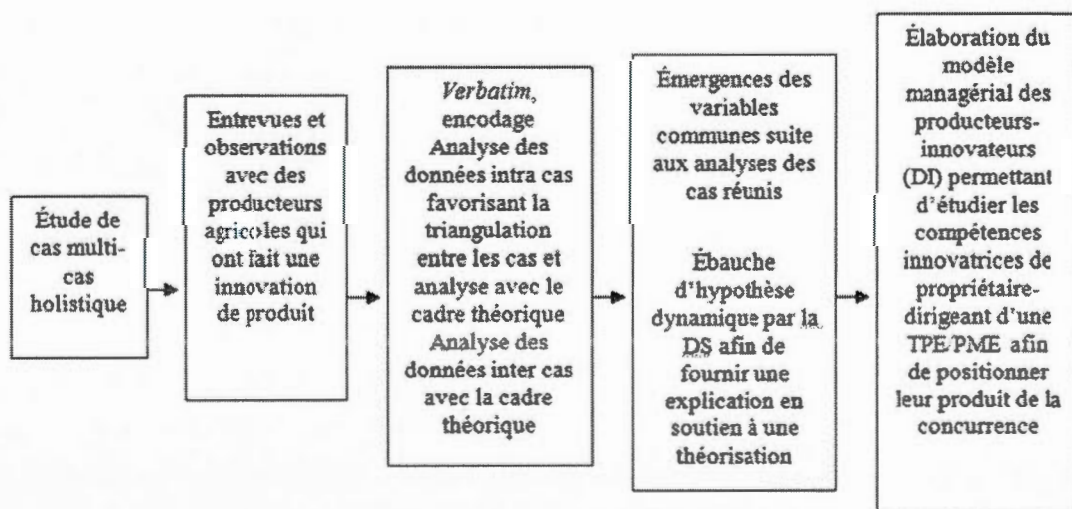 Étude de
cas multi-
cas
holistique
Entrevues et
observations
avec des
producteurs
agricoles qui
ont fait une
innovation
de produit
Verbatim,
encodage
Analyse des
données intra cas
favorisant la
triangulation
entre les cas et
analyse avec le
cadre théorique
Analyse des
données inter cas
avec la cadre
théorique
Émergences des
variables
communes suite
aux analyses des
cas réunis
Ébauche
d'hypothèse
dynamique par la
DS afin de
fournir une
explication en
soutien à une
théorisation
Élaboration du
modèle
managérial des
producteurs-
innovateurs
(DI) permettant
d'étudier les
compétences
innovatrices de
propriétaire-
dirigeant d'une
TPE/PME afin
de positionner
leur produit de la
concurrence